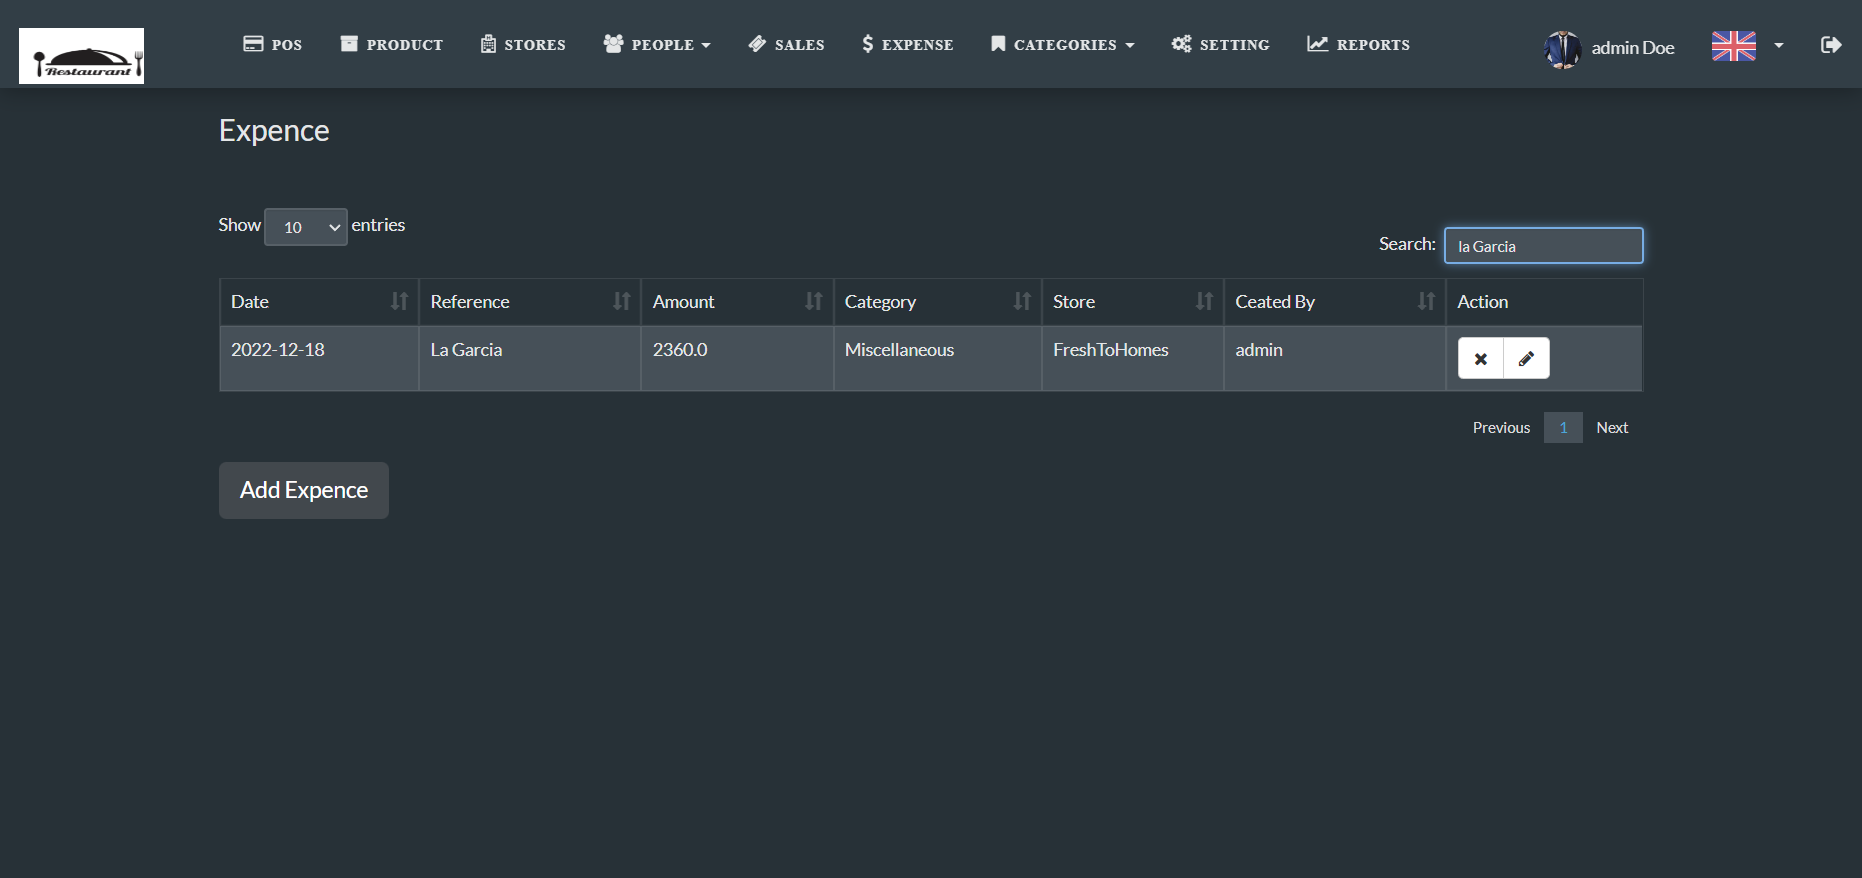 Restaurant
POS PRODUCT STORES PEOPLE SALES $ EXPENSE CATEGORIES SETTING REPORTS admin Doe
Expence
Show 10 entries
Search: la Garcia
Date Reference Amount Category Store Ceated By Action
2022-12-18 La Garcia 2360.0 Miscellaneous FreshToHomes admin
Previous 1 Next
Add Expence